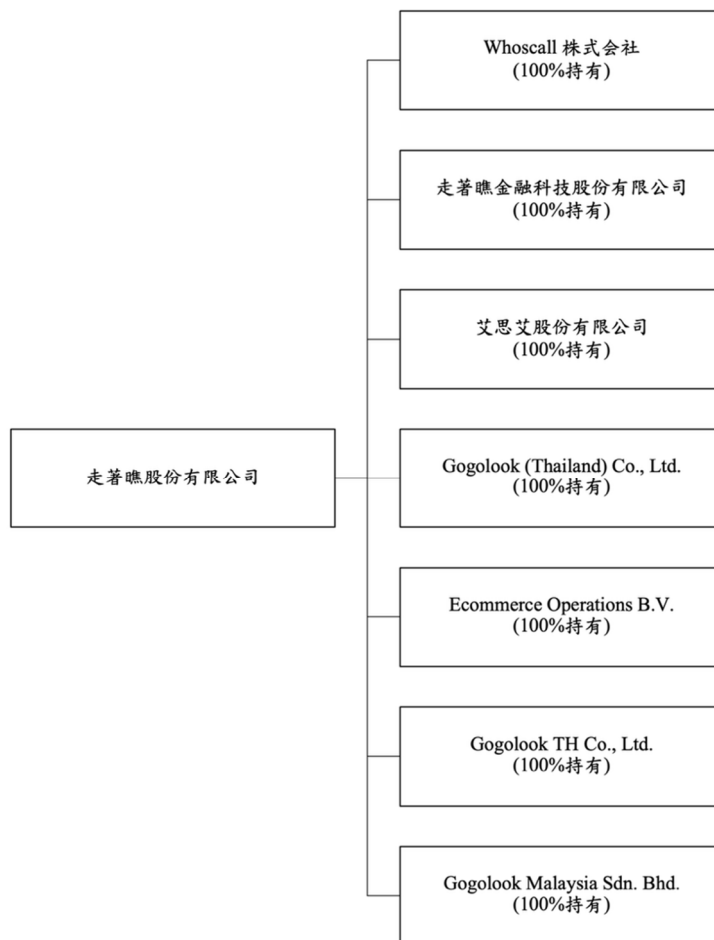 Whoscall 株式会社
(100%持有)
走著瞧金融科技股份有限公司
(100%持有)
艾思艾股份有限公司
(100%持有)
走著瞧股份有限公司
Gogolook (Thailand) Co., Ltd.
(100%持有)
Ecommerce Operations B.V.
(100%持有)
Gogolook TH Co., Ltd.
(100%持有)
Gogolook Malaysia Sdn. Bhd.
(100%持有)